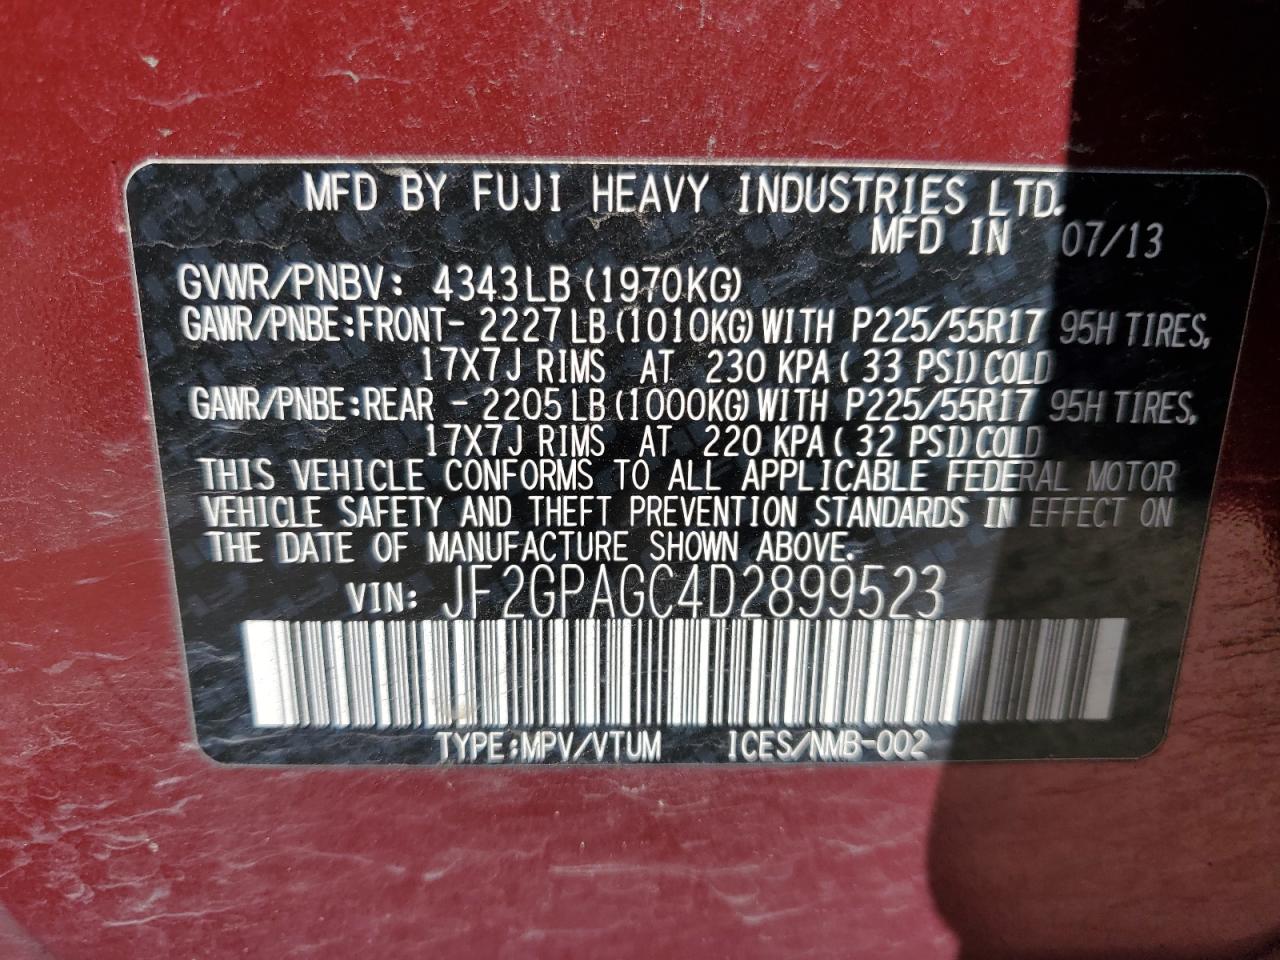 MFD BY FUJI HEAVY INDUSTRIES LTD.
MFD IN 07/13
GVWR/PNBV: 4343LB (1970KG)
GAWR/PNBE:FRONT- 2227LB(1010KG)WITH P225/55R17 95H TIRES,
17X7J RIMS AT 230 KPA(33 PSI)COLD
GAWR/PNBE:REAR - 2205LB(1000KG)WITH P225/55R17 95H TIRES,
17X7J RIMS AT 220 KPA(32 PSI)COLD
THIS VEHICLE CONFORMS TO ALL APPLICABLE FEDERAL MOTOR
VEHICLE SAFETY AND THEFT PREVENTION STANDARDS IN EFFECT ON
THE DATE OF MANUFACTURE SHOWN ABOVE.
VIN: JF2GPAGC4D2899523
TYPE:MPV/VTUM ICES/NMB-002